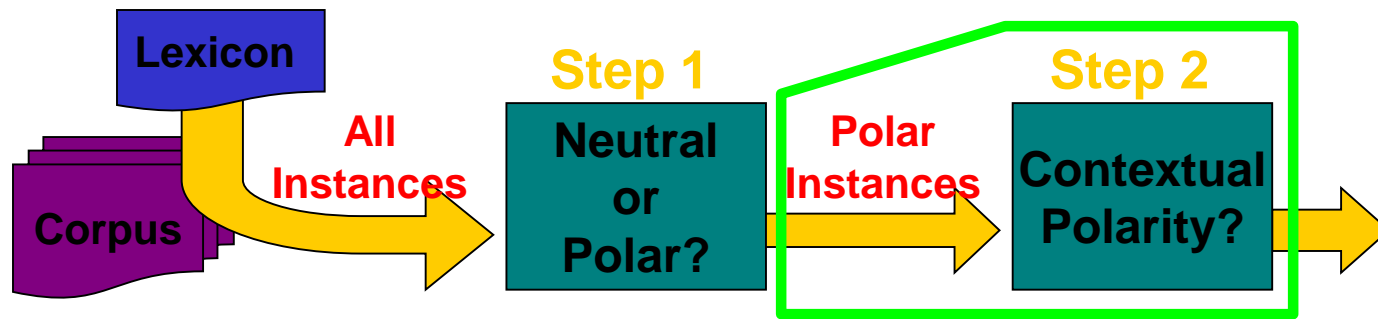 Lexicon
Corpus
All
Instances
Step 1
Neutral
or
Polar?
Polar
Instances
Step 2
Contextual
Polarity?